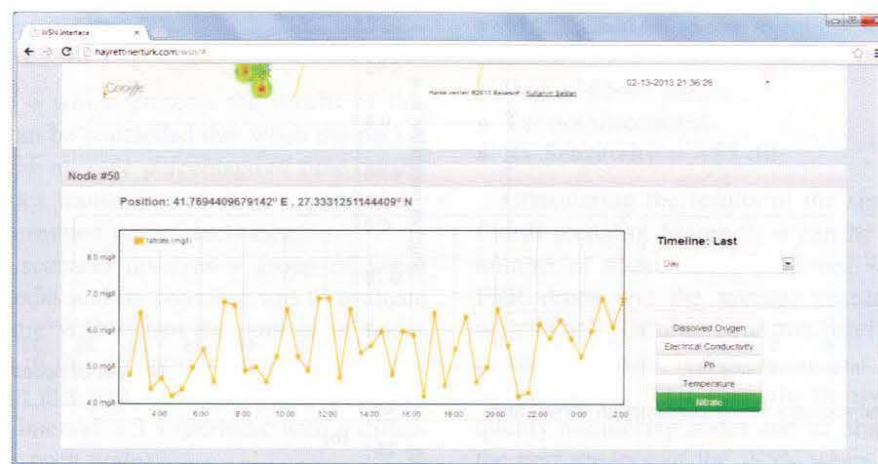 WSN Interface
hayrettinerturk.com/wsn/#
Google
02-13-2013 21:36:26
Node #50
Position: 41.7694409679142° E , 27.3331251144409° N
Nitrate (mg/l)
8.0 mg/l
7.0 mg/l
6.0 mg/l
5.0 mg/l
4.0 mg/l
4:00 6:00 8:00 10:00 12:00 14:00 16:00 18:00 20:00 22:00 0:00 2:00
Timeline: Last
Day
Dissolved Oxygen
Electrical Conductivity
Ph
Temperature
Nitrate